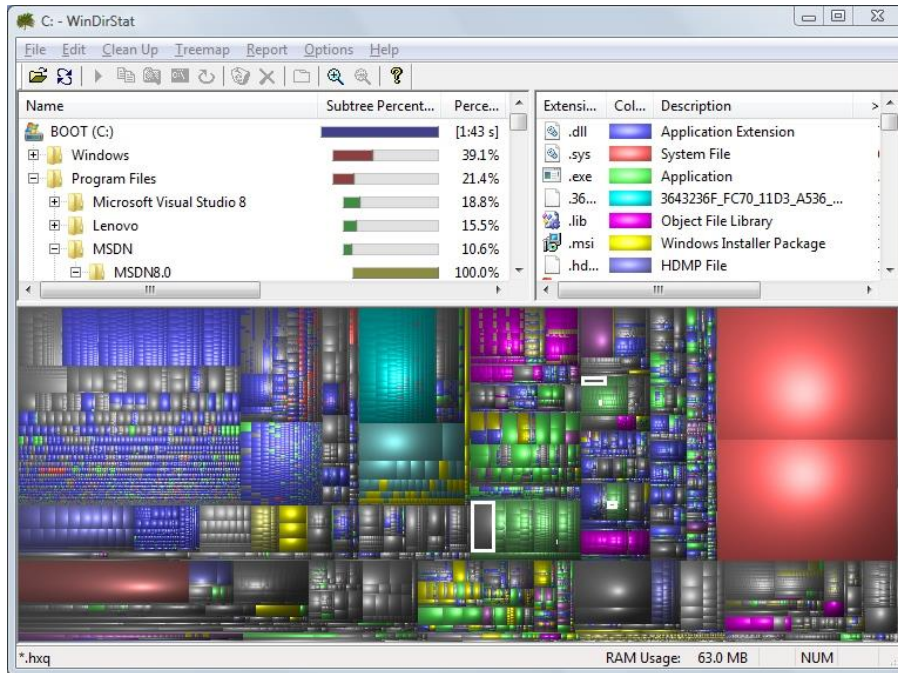 C: - WinDirStat
File Edit Clean Up Treemap Report Options Help
Name Subtree Percent... Perce...
BOOT (C:) [1:43 s]
Windows 39.1%
Program Files 21.4%
Microsoft Visual Studio 8 18.8%
Lenovo 15.5%
MSDN 10.6%
MSDN8.0 100.0%
Extensi... Col... Description >
.dll Application Extension
.sys System File
.exe Application
.36... 3643236F_FC70_11D3_A536_...
.lib Object File Library
.msi Windows Installer Package
.hd... HDMP File
*.hxq RAM Usage: 63.0 MB NUM